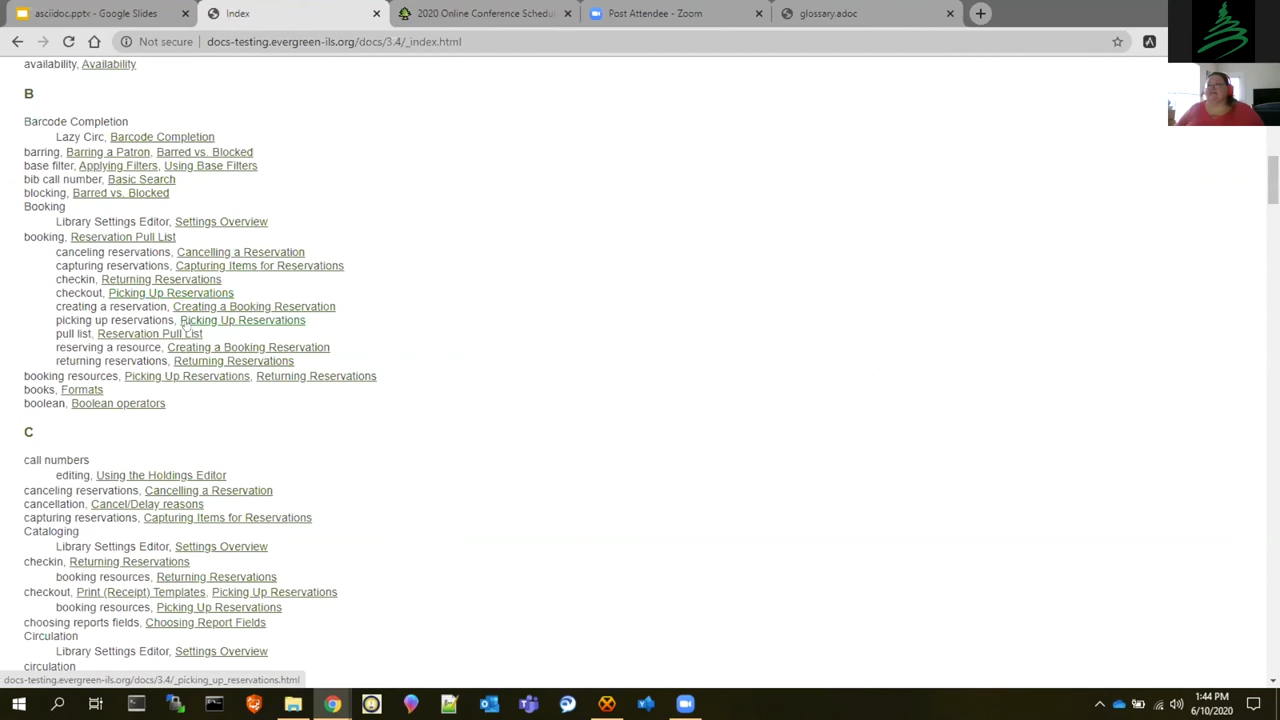 asciidoc.pptx - Google Slides
Index
2020 Online Conference Schedul
Post Attendee - Zoom
glossary.adoc
Not secure
docs-testing.evergreen-ils.org/docs/3.4/_index.html
availability, Availability
B
Barcode Completion
Lazy Circ, Barcode Completion
barring, Barring a Patron, Barred vs. Blocked
base filter, Applying Filters, Using Base Filters
bib call number, Basic Search
blocking, Barred vs. Blocked
Booking
Library Settings Editor, Settings Overview
booking, Reservation Pull List
canceling reservations, Cancelling a Reservation
capturing reservations, Capturing Items for Reservations
checkin, Returning Reservations
checkout, Picking Up Reservations
creating a reservation, Creating a Booking Reservation
picking up reservations, Picking Up Reservations
pull list, Reservation Pull List
reserving a resource, Creating a Booking Reservation
returning reservations, Returning Reservations
booking resources, Picking Up Reservations, Returning Reservations
books, Formats
boolean, Boolean operators
C
call numbers
editing, Using the Holdings Editor
canceling reservations, Cancelling a Reservation
cancellation, Cancel/Delay reasons
capturing reservations, Capturing Items for Reservations
Cataloging
Library Settings Editor, Settings Overview
checkin, Returning Reservations
booking resources, Returning Reservations
checkout, Print (Receipt) Templates, Picking Up Reservations
booking resources, Picking Up Reservations
choosing reports fields, Choosing Report Fields
Circulation
Library Settings Editor, Settings Overview
circulation
docs-testing.evergreen-ils.org/docs/3.4/_picking_up_reservations.html
1:44 PM
6/10/2020